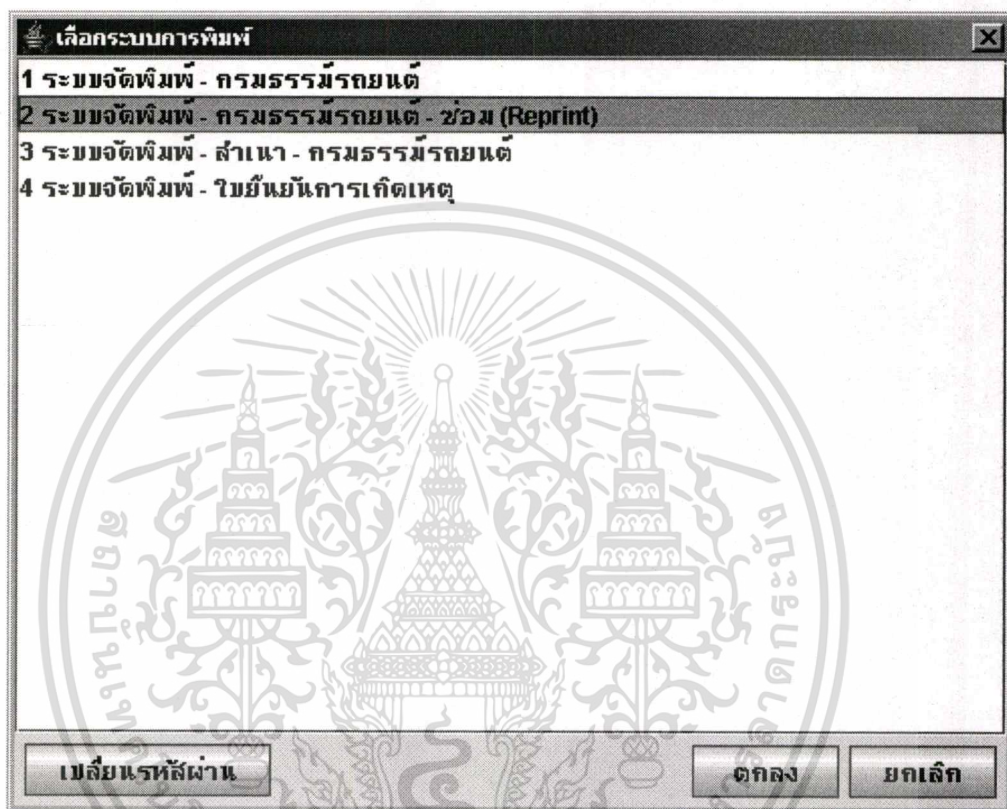 เลือกระบบการพิมพ์
1 ระบบจัดพิมพ์ - กรมธรรม์รถยนต์
2 ระบบจัดพิมพ์ - กรมธรรม์รถยนต์ - ซ่อม (Reprint)
3 ระบบจัดพิมพ์ - สำเนา - กรมธรรม์รถยนต์
4 ระบบจัดพิมพ์ - ใบยืนยันการเกิดเหตุ
เปลี่ยนรหัสผ่าน
ตกลง
ยกเลิก